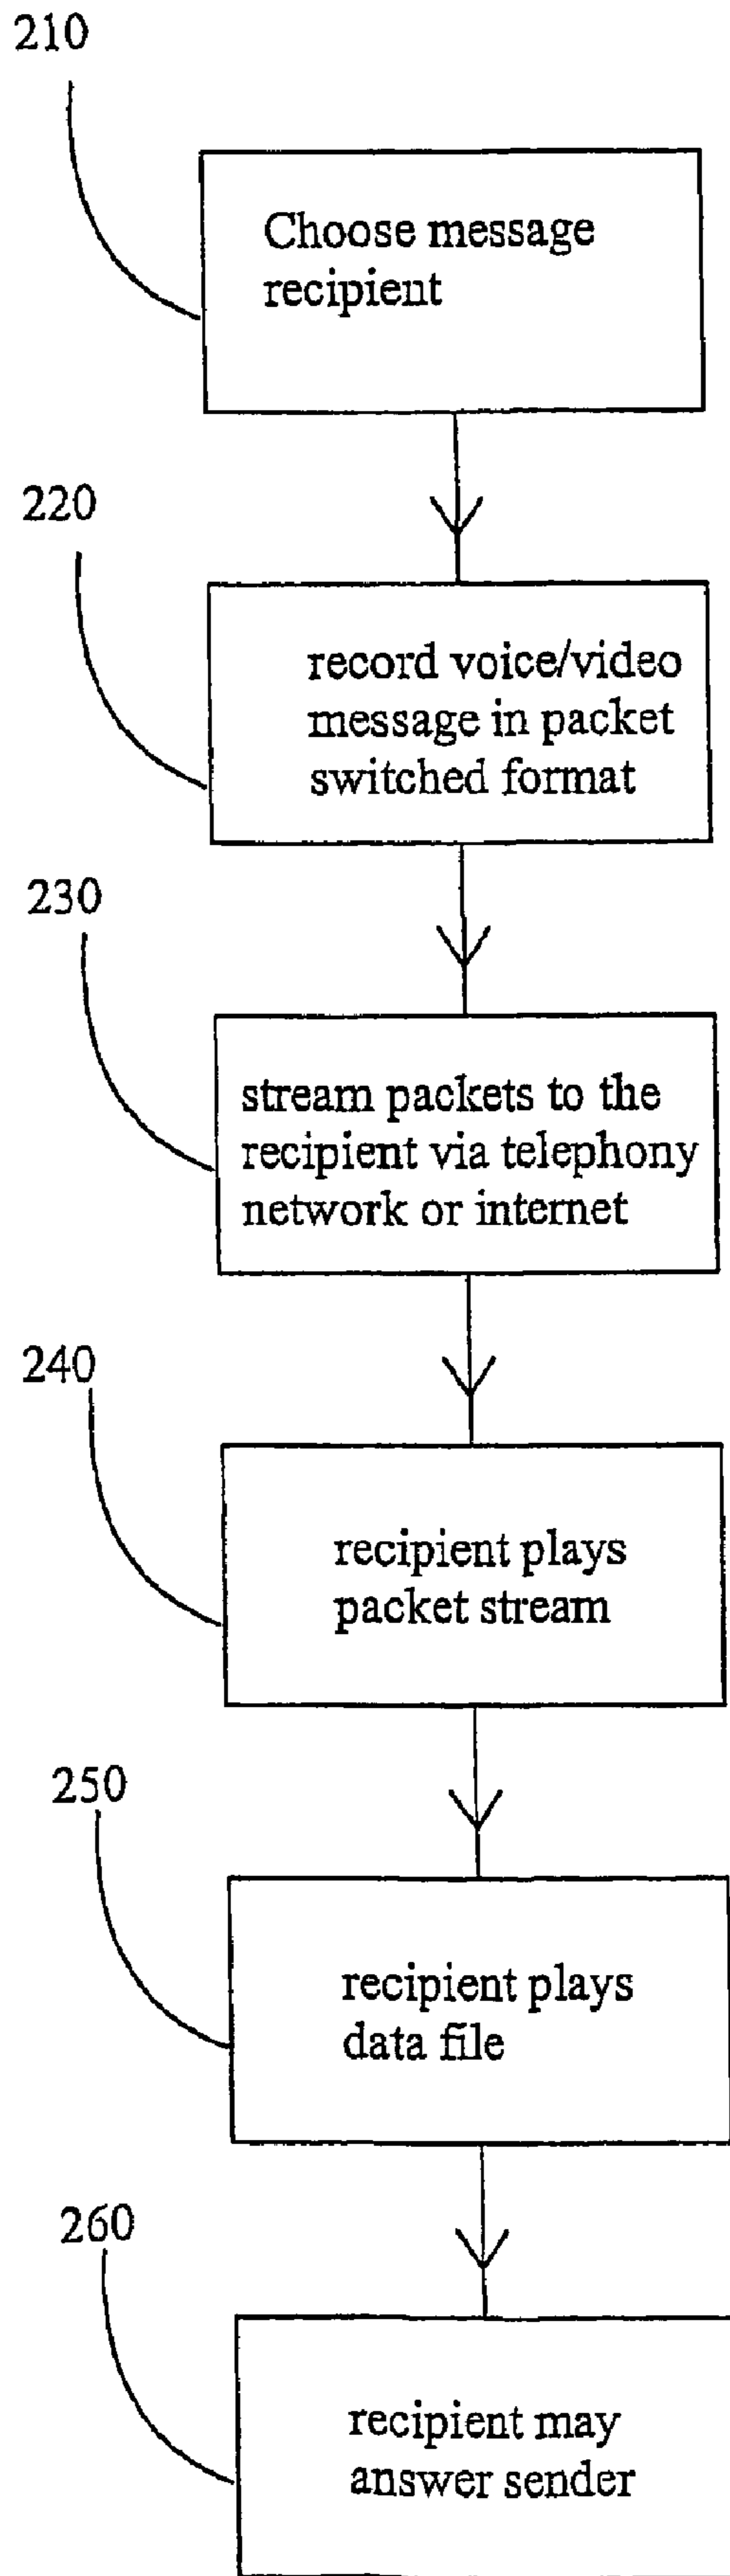 210
Choose message
recipient
220
record voice/video
message in packet
switched format
230
stream packets to the
recipient via telephony
network or internet
240
recipient plays
packet stream
250
recipient plays
data file
260
recipient may
answer sender